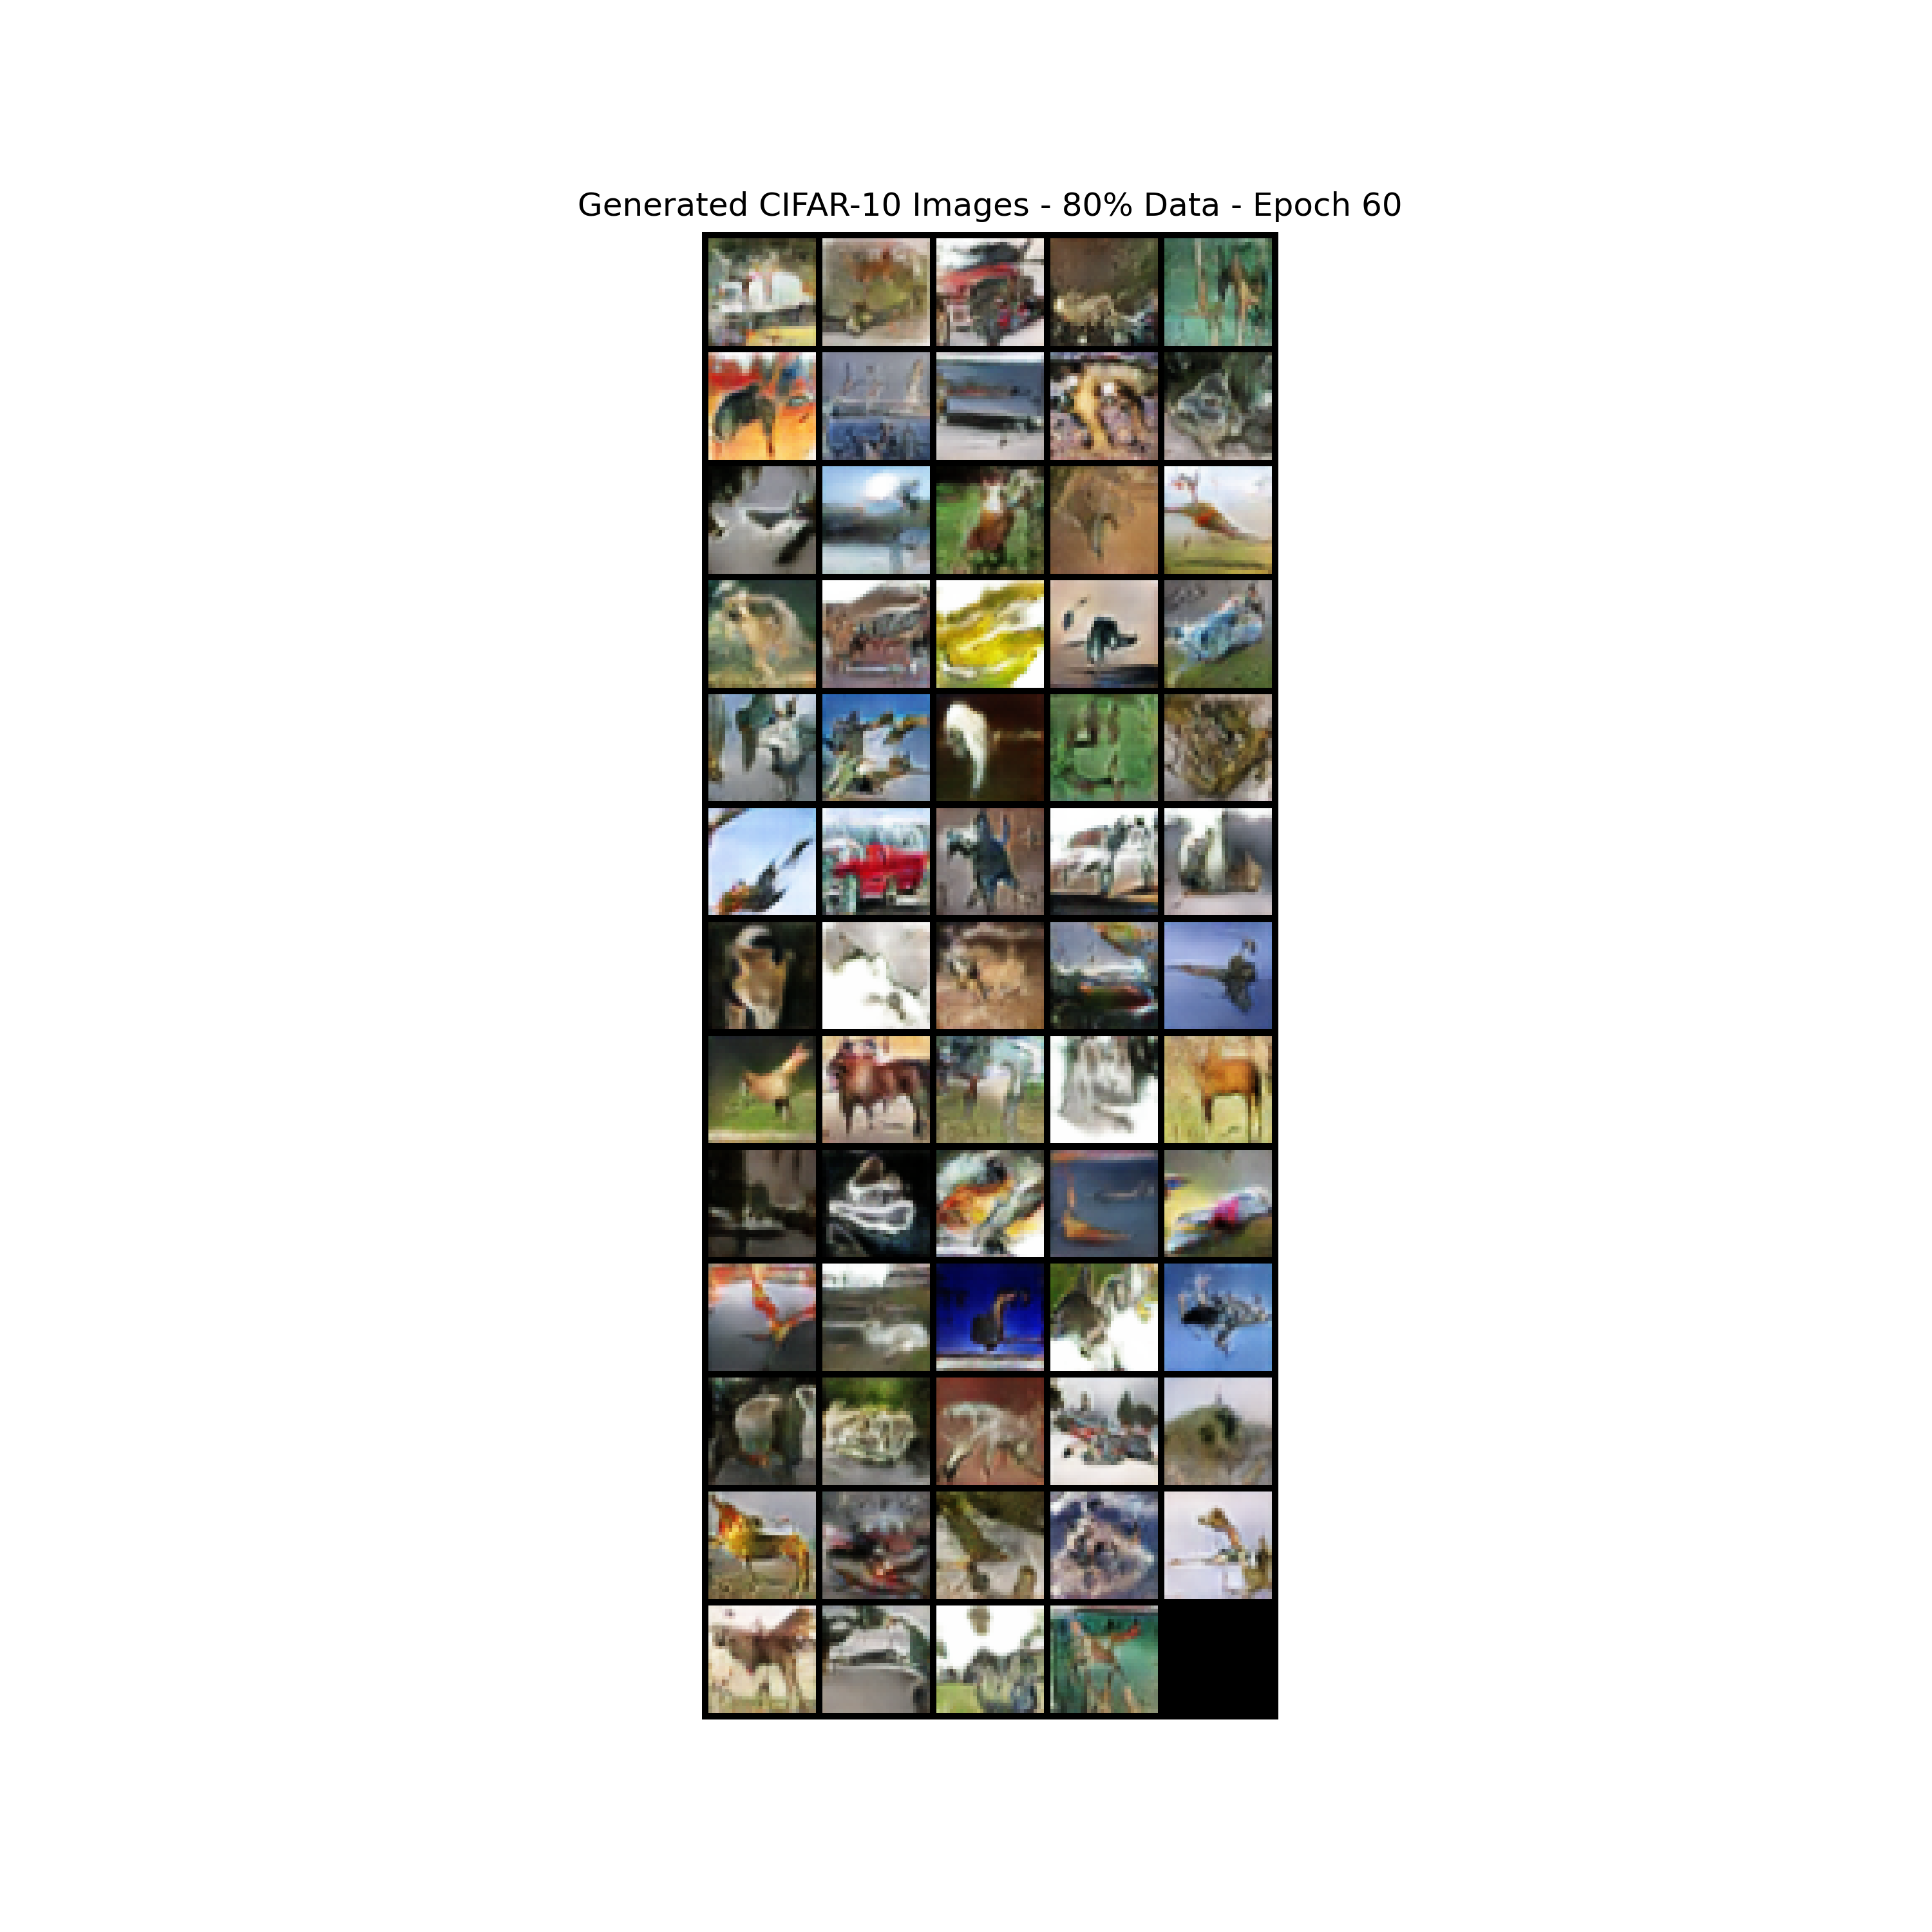 Generated CIFAR-10 Images - 80% Data - Epoch 60